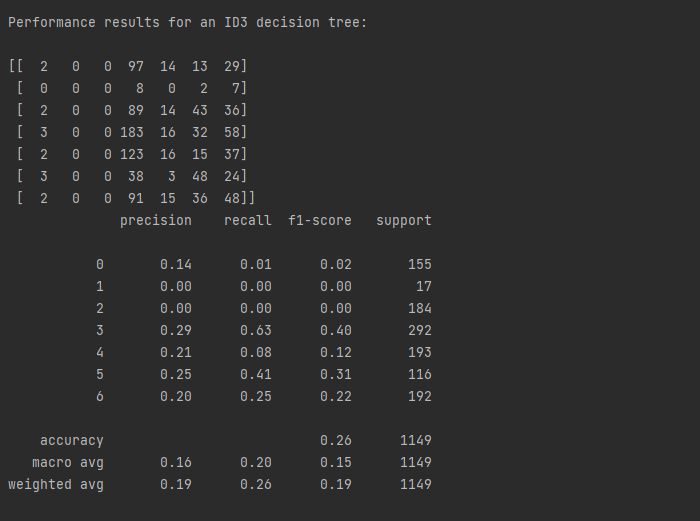 Performance results for an ID3 decision tree:
[[  2   0   0  97  14  13  29]
 [  0   0   0   8   0   2   7]
 [  2   0   0  89  14  43  36]
 [  3   0   0 183  16  32  58]
 [  2   0   0 123  16  15  37]
 [  3   0   0  38   3  48  24]
 [  2   0   0  91  15  36  48]]
              precision    recall  f1-score   support
           0       0.14      0.01      0.02       155
           1       0.00      0.00      0.00        17
           2       0.00      0.00      0.00       184
           3       0.29      0.63      0.40       292
           4       0.21      0.08      0.12       193
           5       0.25      0.41      0.31       116
           6       0.20      0.25      0.22       192
    accuracy                           0.26      1149
   macro avg       0.16      0.20      0.15      1149
weighted avg       0.19      0.26      0.19      1149